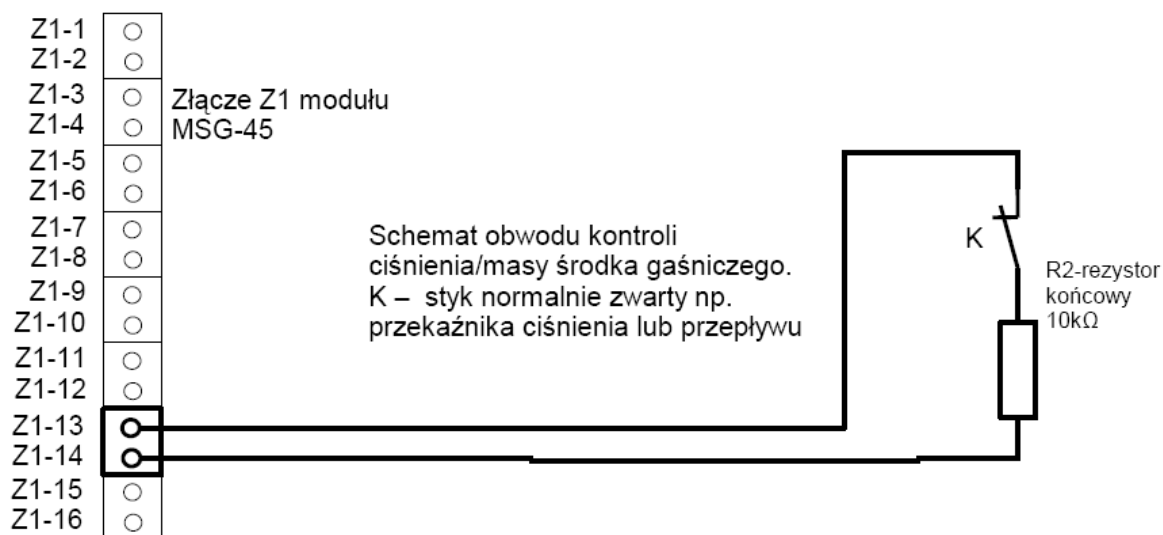 Z1-1
Z1-2
Z1-3
Z1-4
Z1-5
Z1-6
Z1-7
Z1-8
Z1-9
Z1-10
Z1-11
Z1-12
Z1-13
Z1-14
Z1-15
Z1-16
Złącze Z1 modułu
MSG-45
Schemat obwodu kontroli
ciśnienia/masy środka gaśniczego.
K – styk normalnie zwarty np.
przekaźnika ciśnienia lub przepływu
K
R2-rezystor
końcowy
10kΩ